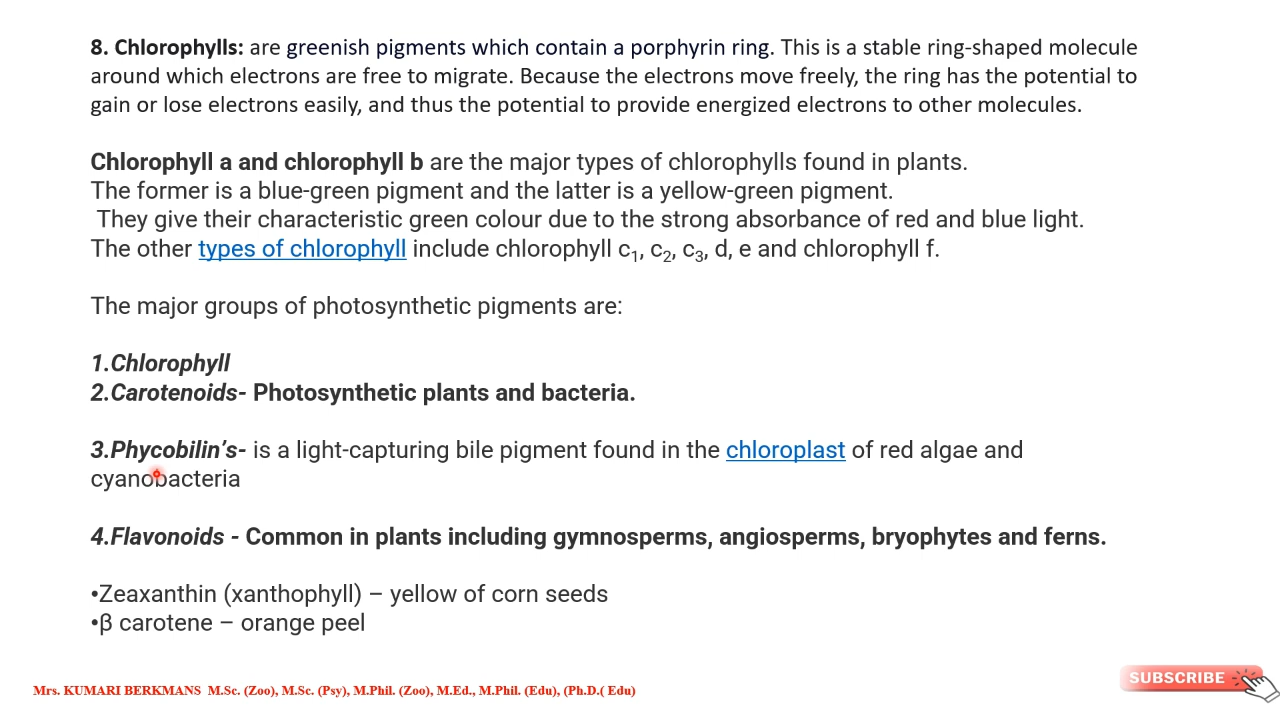 8. Chlorophylls: are greenish pigments which contain a porphyrin ring. This is a stable ring-shaped molecule
around which electrons are free to migrate. Because the electrons move freely, the ring has the potential to
gain or lose electrons easily, and thus the potential to provide energized electrons to other molecules.
Chlorophyll a and chlorophyll b are the major types of chlorophylls found in plants.
The former is a blue-green pigment and the latter is a yellow-green pigment.
They give their characteristic green colour due to the strong absorbance of red and blue light.
The other types of chlorophyll include chlorophyll c₁, c₂, c₃, d, e and chlorophyll f.
The major groups of photosynthetic pigments are:
1.Chlorophyll
2.Carotenoids- Photosynthetic plants and bacteria.
3.Phycobilin’s- is a light-capturing bile pigment found in the chloroplast of red algae and
cyanobacteria
4.Flavonoids - Common in plants including gymnosperms, angiosperms, bryophytes and ferns.
•Zeaxanthin (xanthophyll) – yellow of corn seeds
•β carotene – orange peel
Mrs. KUMARI BERKMANS M.Sc. (Zoo), M.Sc. (Psy), M.Phil. (Zoo), M.Ed., M.Phil. (Edu), (Ph.D.( Edu)
SUBSCRIBE